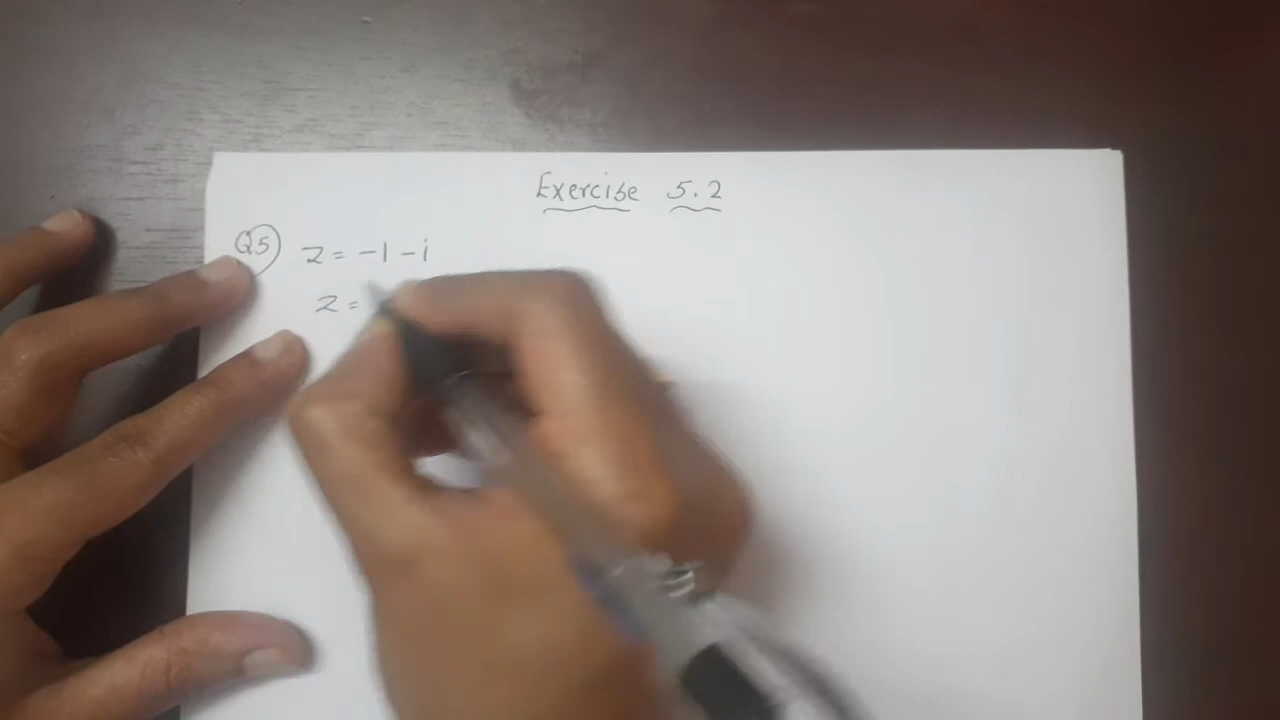 Exercise 5.2
Q5 z = -1 - i
z =